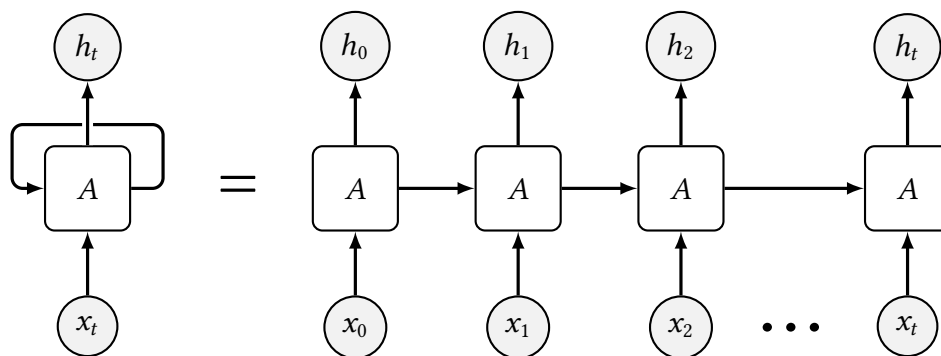 h_t h_0 h_1 h_2 h_t
A = A A A A
x_t x_0 x_1 x_2 ... x_t